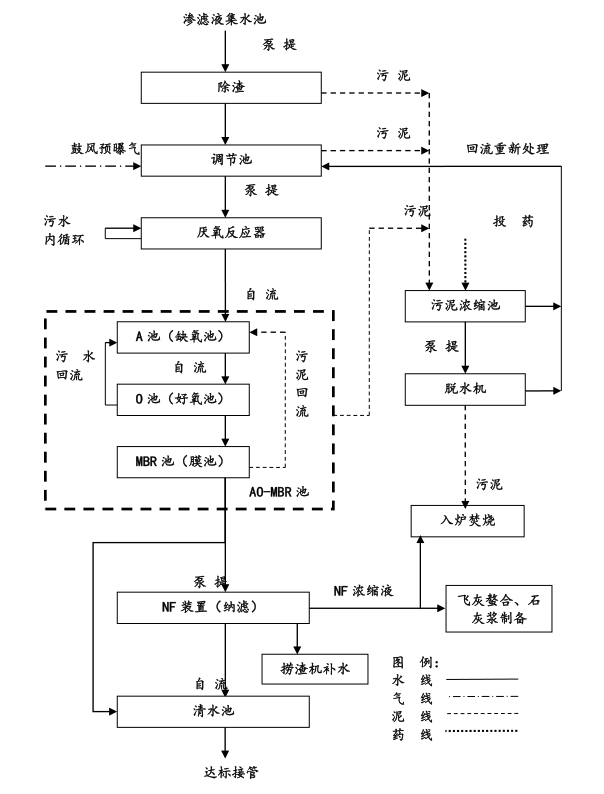 渗滤液集水池
泵 提
除渣
污 泥
污 泥
鼓风预曝气
调节池
回流重新处理
泵 提
污水
内循环
厌氧反应器
污泥
投 药
自 流
污泥浓缩池
A 池（缺氧池）
污 水
回流
自 流
污
泥
回
流
泵 提
脱水机
O 池（好氧池）
MBR 池（膜池）
AO-MBR 池
污泥
入炉焚烧
泵 提
NF 浓缩液
NF 装置（纳滤）
飞灰螯合、石
灰浆制备
捞渣机补水
图 例：
水 线
气 线
泥 线
药 线
自 流
清水池
达标接管